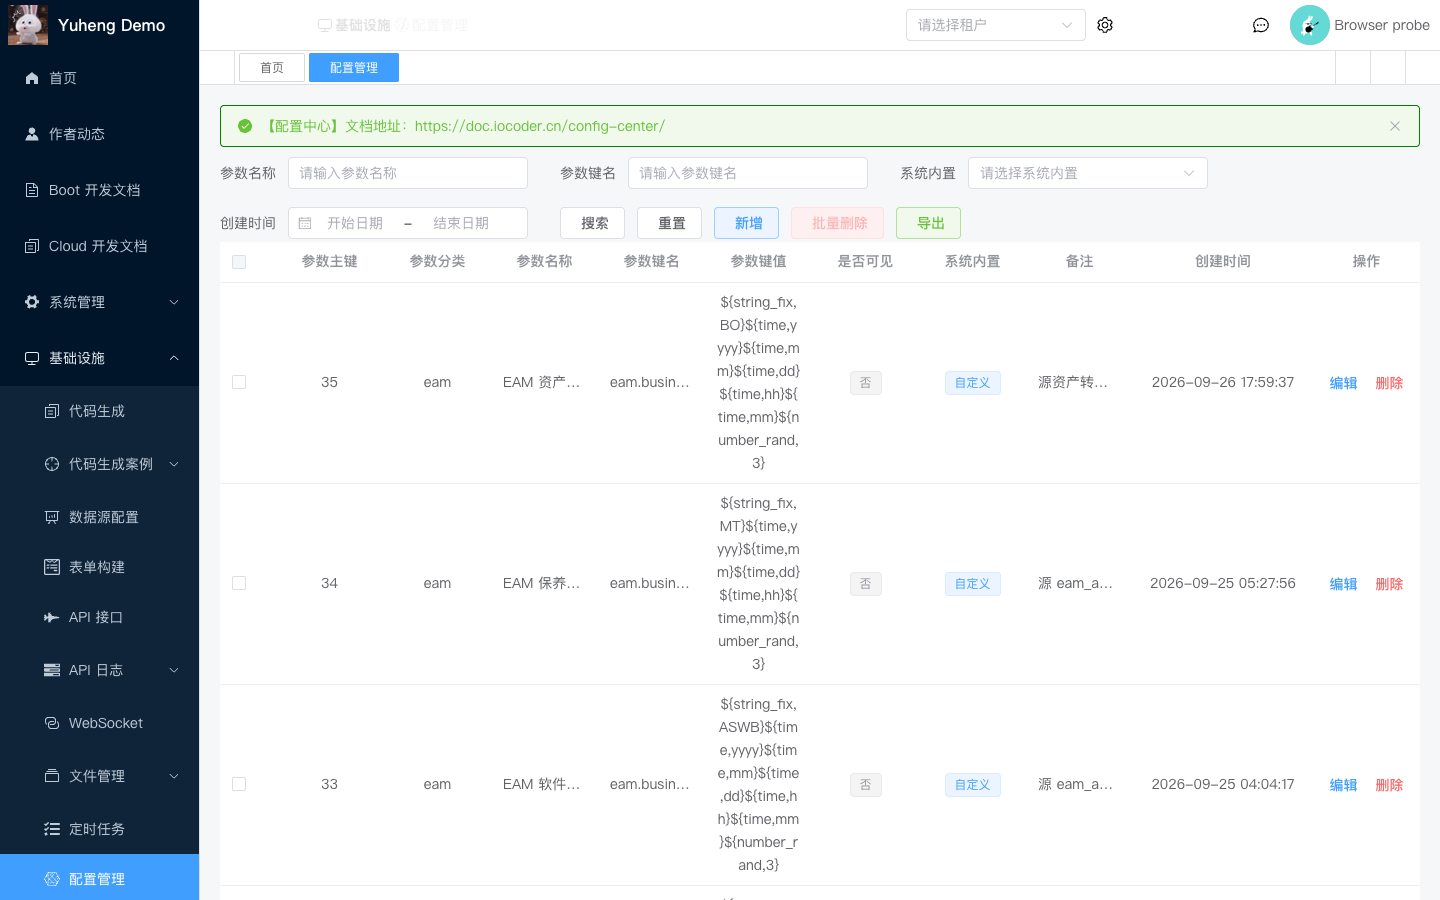 Yuheng Demo
首页
作者动态
Boot 开发文档
Cloud 开发文档
系统管理
基础设施
代码生成
代码生成案例
数据源配置
表单构建
API 接口
API 日志
WebSocket
文件管理
定时任务
配置管理
基础设施 配置管理
请选择租户
Browser probe
首页 配置管理
【配置中心】文档地址：https://doc.iocoder.cn/config-center/
参数名称 请输入参数名称 参数键名 请输入参数键名 系统内置 请选择系统内置
创建时间 开始日期 - 结束日期 搜索 重置 新增 批量删除 导出
参数主键 参数分类 参数名称 参数键名 参数键值 是否可见 系统内置 备注 创建时间 操作
${string_fix,
BO}${time,y
yyy}${time,m
m}${time,dd}
35 eam EAM 资产... eam.busin... 否 自定义 源资产转... 2026-09-26 17:59:37 编辑 删除
${time,hh}${
time,mm}${n
umber_rand,
3}
${string_fix,
MT}${time,y
yyy}${time,m
m}${time,dd}
34 eam EAM 保养... eam.busin... 否 自定义 源 eam_a... 2026-09-25 05:27:56 编辑 删除
${time,hh}${
time,mm}${n
umber_rand,
3}
${string_fix,
ASWB}${tim
e,yyyy}${tim
e,mm}${time
33 eam EAM 软件... eam.busin... 否 自定义 源 eam_a... 2026-09-25 04:04:17 编辑 删除
,dd}${time,h
h}${time,mm
}${number_r
and,3}